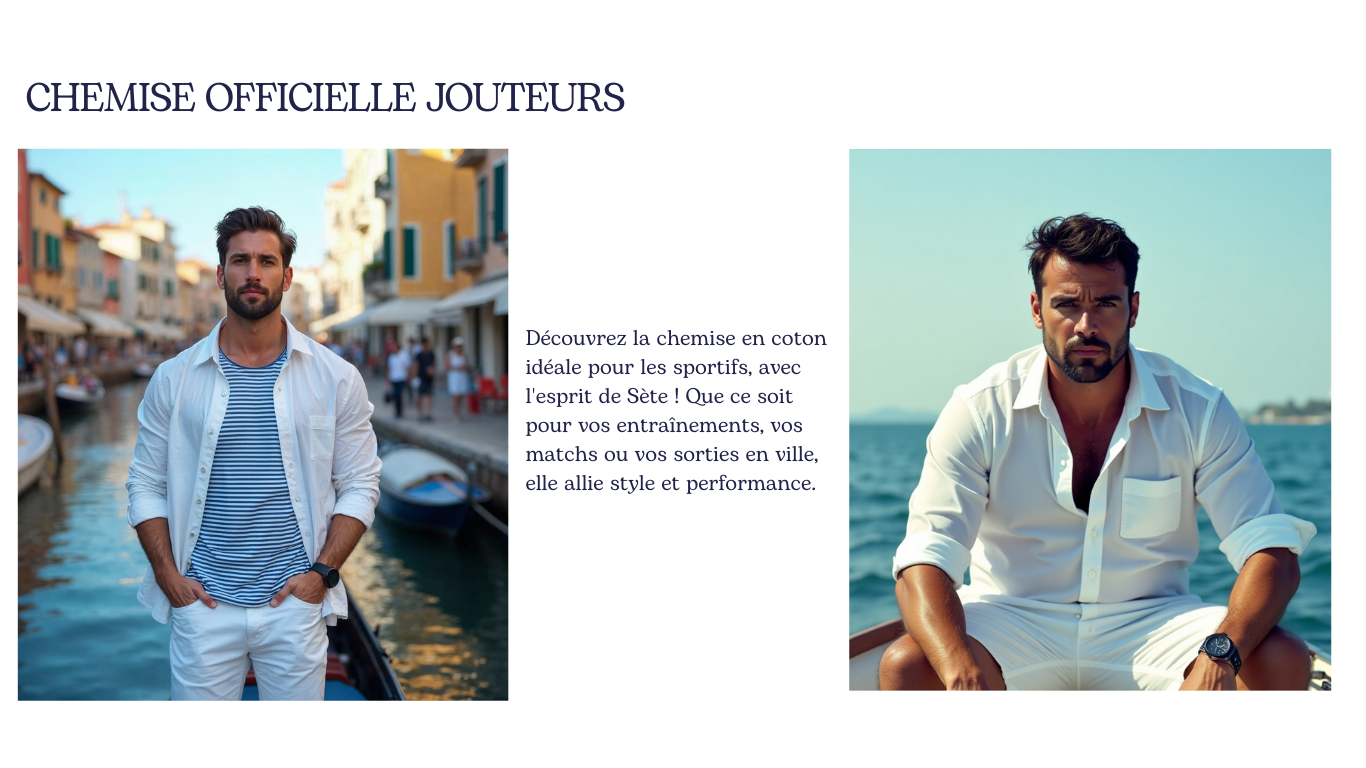 CHEMISE OFFICIELLE JOUTEURS
Découvrez la chemise en coton
idéale pour les sportifs, avec
l'esprit de Sète ! Que ce soit
pour vos entraînements, vos
matchs ou vos sorties en ville,
elle allie style et performance.